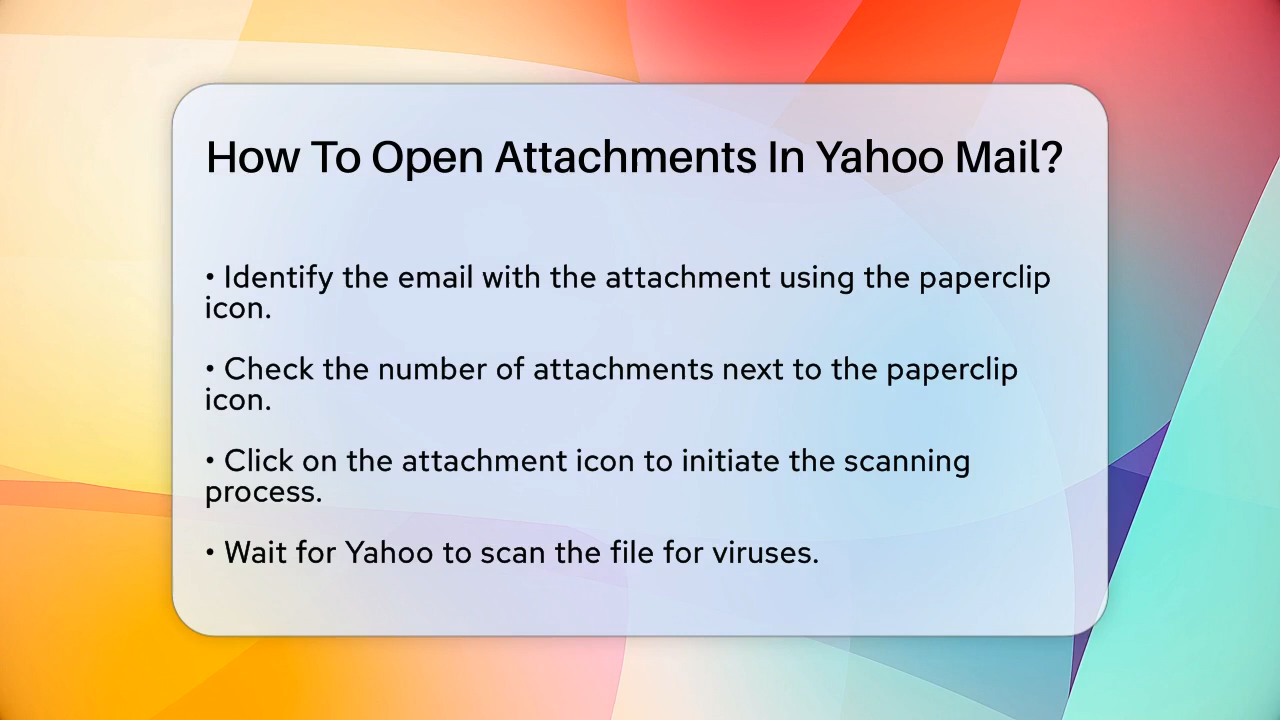 How To Open Attachments In Yahoo Mail?
• Identify the email with the attachment using the paperclip
icon.
• Check the number of attachments next to the paperclip
icon.
• Click on the attachment icon to initiate the scanning
process.
• Wait for Yahoo to scan the file for viruses.